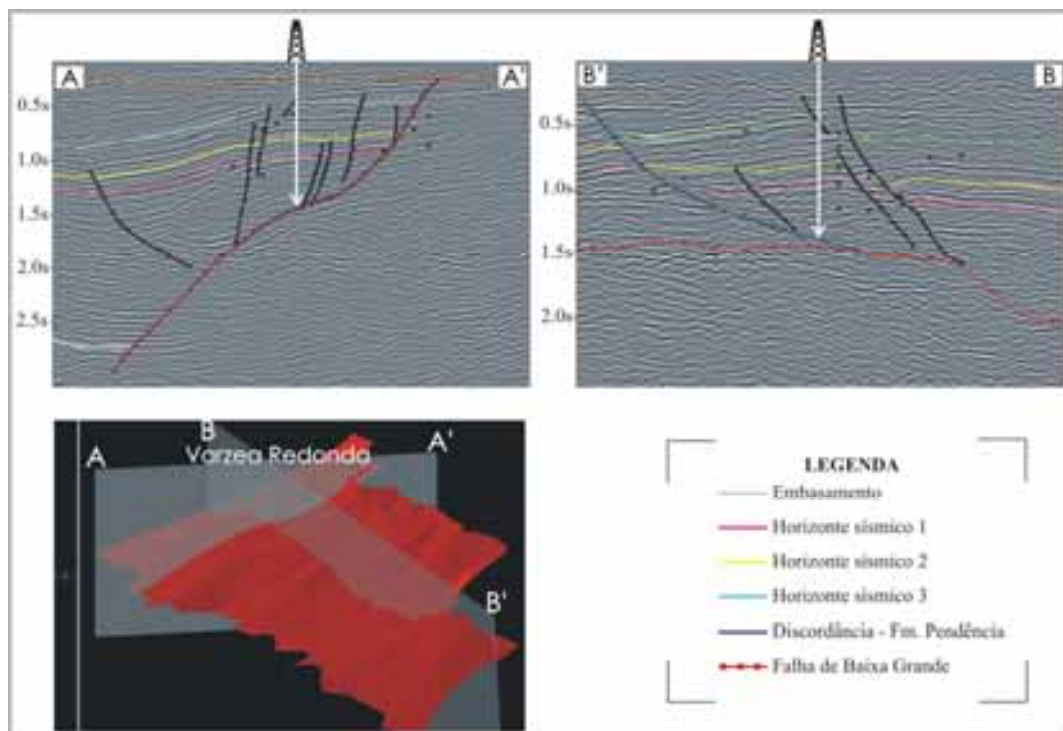 A
A'
0.5s
1.0s
1.5s
2.0s
2.5s
B'
B
0.5s
1.0s
1.5s
2.0s
B
Varzea Redonda
A
A'
B'
LEGENDA
Embasamento
Horizonte sísmico 1
Horizonte sísmico 2
Horizonte sísmico 3
Discordância - Fm. Pendência
Falha de Baixa Grande